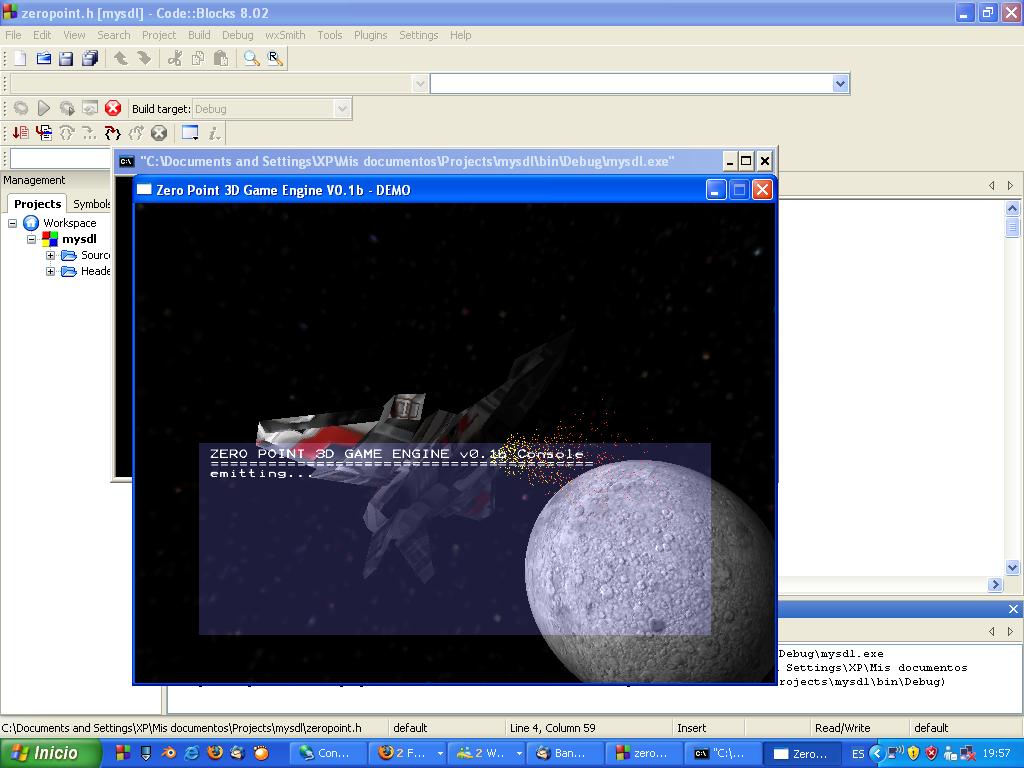 zeropoint.h [mysdl] - Code::Blocks 8.02
File Edit View Search Project Build Debug wxSmith Tools Plugins Settings Help
Build target: Debug
"C:\Documents and Settings\XP\Mis documentos\Projects\mysdl\bin\Debug\mysdl.exe"
Management
Zero Point 3D Game Engine V0.1b - DEMO
Projects Symbols
Workspace
mysdl
Sourc
Heade
ZERO POINT 3D GAME ENGINE v0.1b Console
==========================================
emitting...
Debug\mysdl.exe
Settings\XP\Mis documentos
rojects\mysdl\bin\Debug)
C:\Documents and Settings\XP\Mis documentos\Projects\mysdl\zeropoint.h default Line 4, Column 59 Insert Read/Write default
Inicio Con... 2 F... 2 W... Ban... zero... "C:\... Zero... ES 19:57